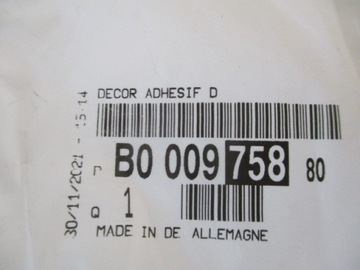 DECOR ADHESIF D
P B0 009 758 80
Q 1
MADE IN DE ALLEMAGNE
30/11/2021 - 15:14